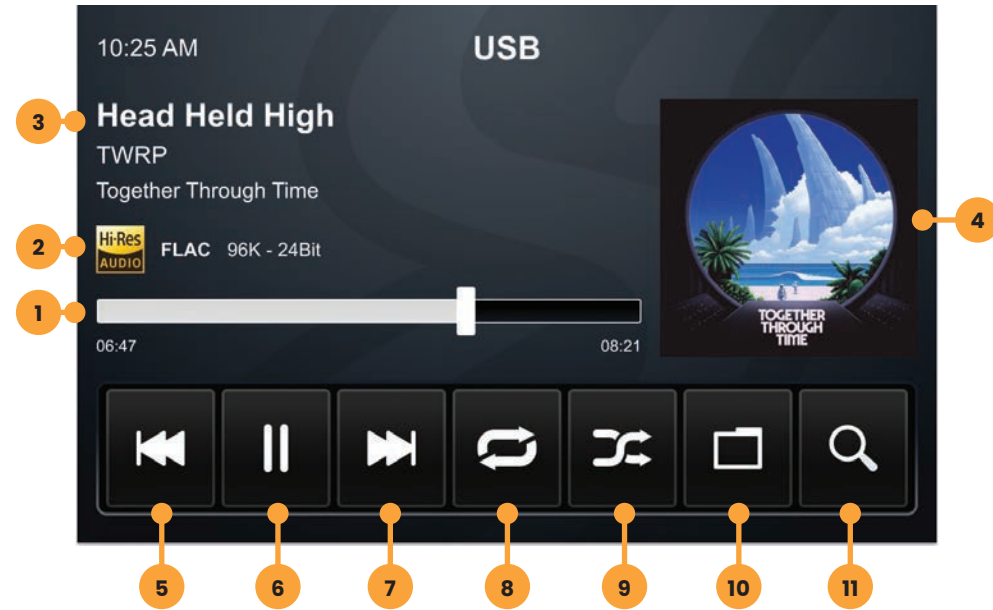 10:25 AM
USB
3
Head Held High
TWRP
Together Through Time
4
2
Hi-Res
AUDIO
FLAC 96K - 24Bit
1
06:47
08:21
TOGETHER
THROUGH
TIME
5
6
7
8
9
10
11